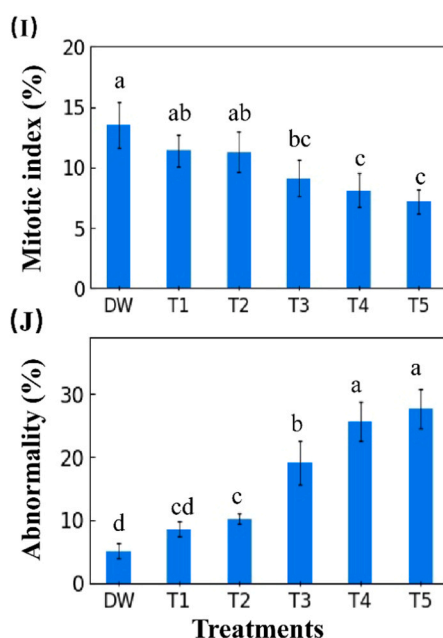 (I)
Mitotic index (%)
20
15
10
5
0
a
ab
ab
bc
c
c
DW T1 T2 T3 T4 T5
(J)
Abnormality (%)
30
20
10
0
d
cd
c
b
a
a
DW T1 T2 T3 T4 T5
Treatments